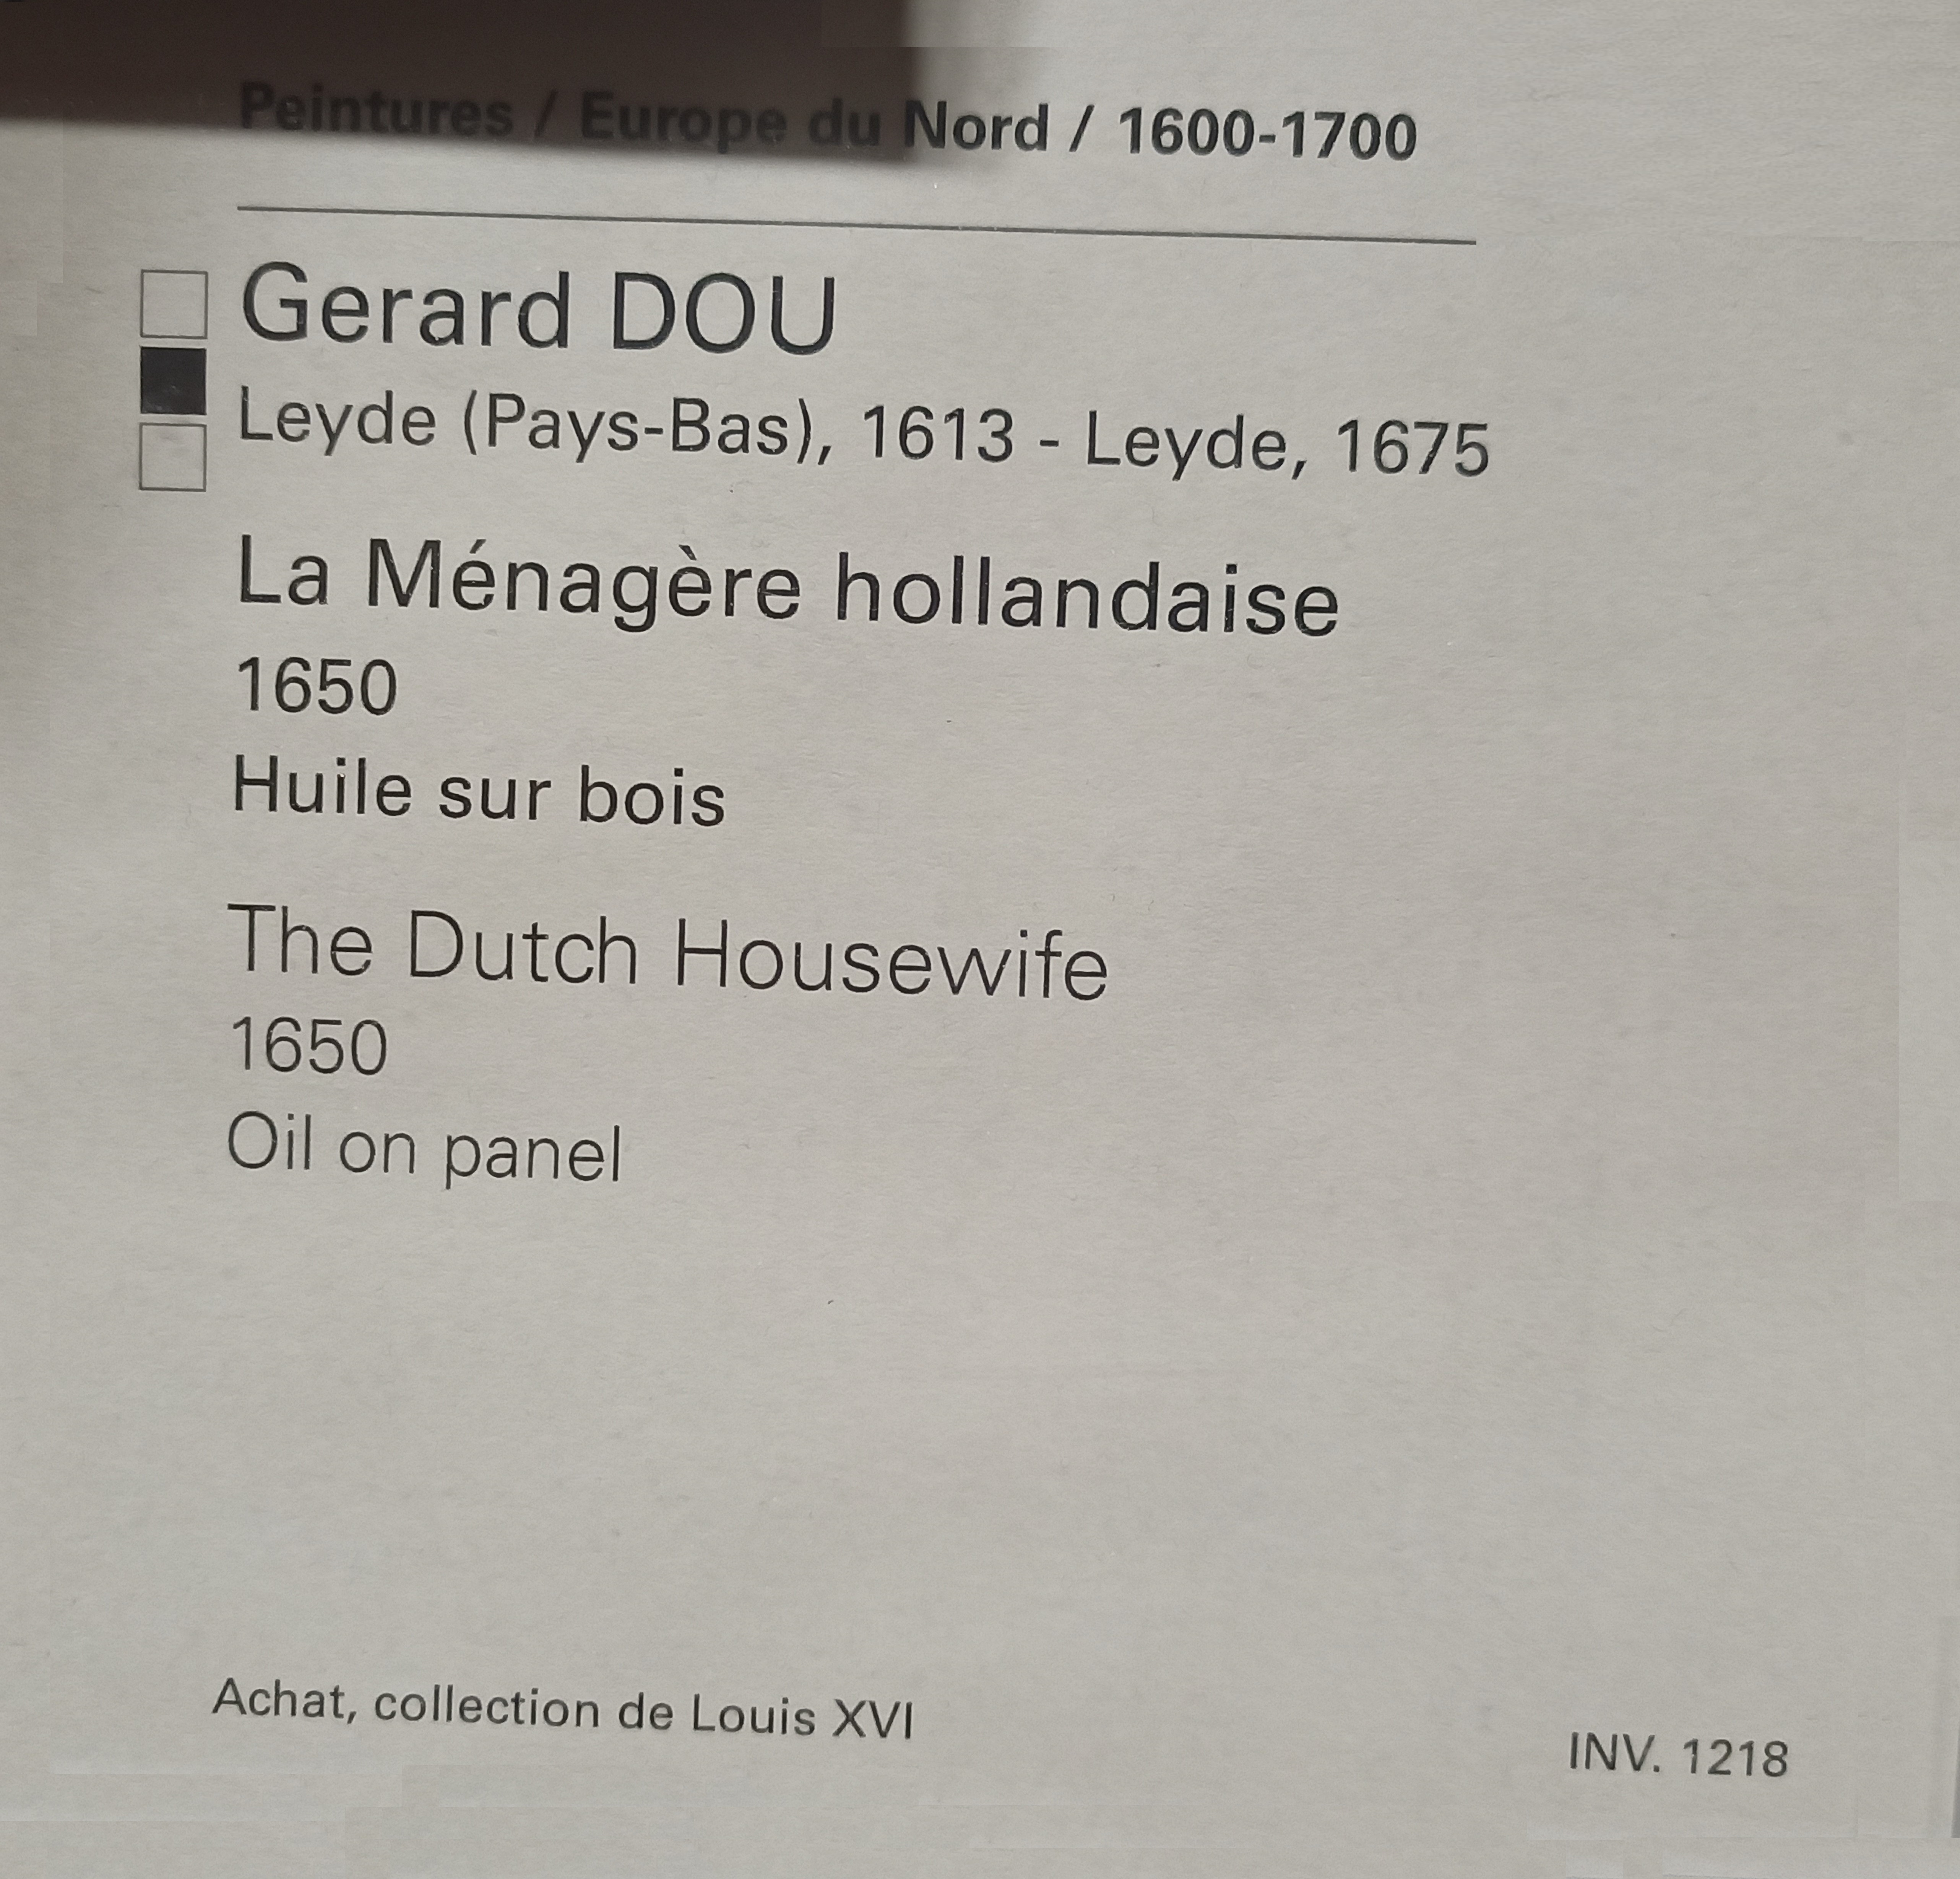 Peintures / Europe du Nord / 1600-1700
Gerard DOU
Leyde (Pays-Bas), 1613 - Leyde, 1675
La Ménagère hollandaise
1650
Huile sur bois
The Dutch Housewife
1650
Oil on panel
Achat, collection de Louis XVI
INV. 1218